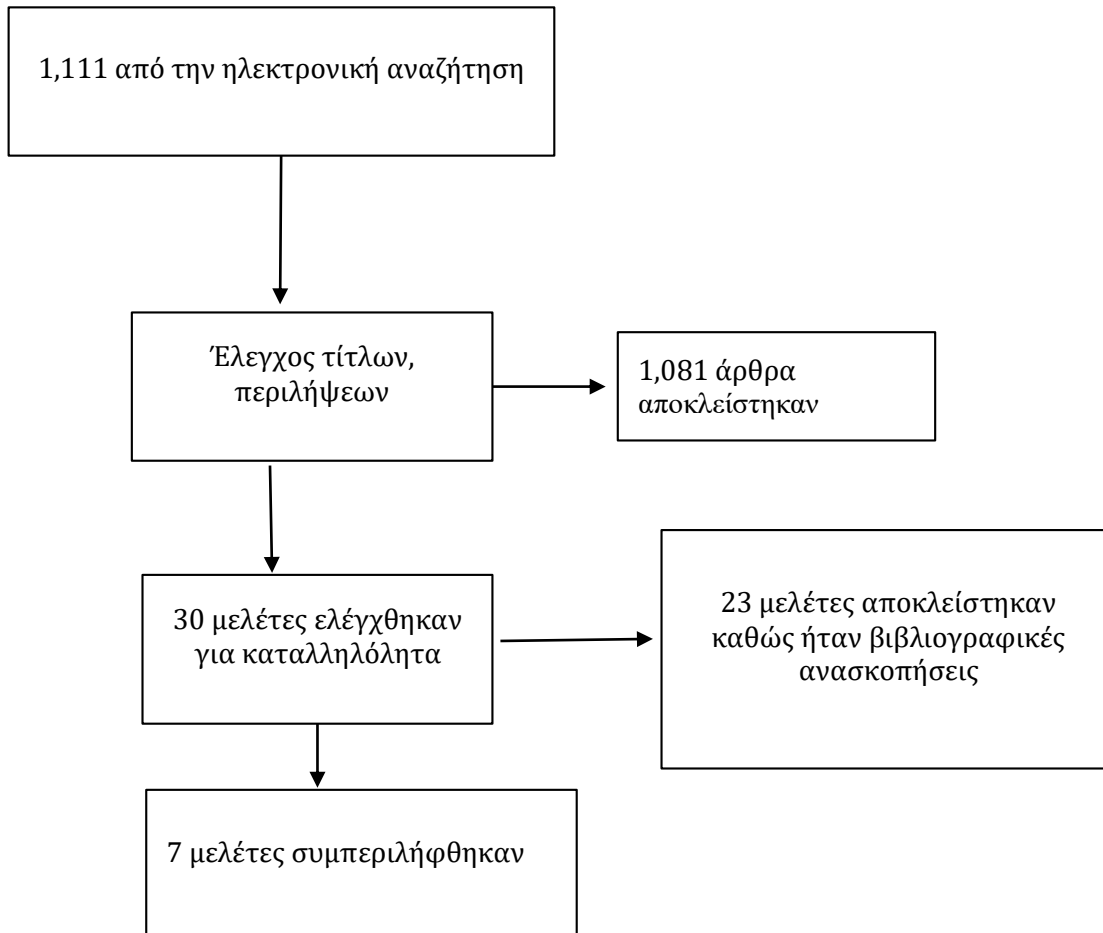 1,111 από την ηλεκτρονική αναζήτηση
Έλεγχος τίτλων,
περιλήψεων
1,081 άρθρα
αποκλείστηκαν
30 μελέτες ελέγχθηκαν
για καταλληλόλητα
23 μελέτες αποκλείστηκαν
καθώς ήταν βιβλιογραφικές
ανασκοπήσεις
7 μελέτες συμπεριλήφθηκαν